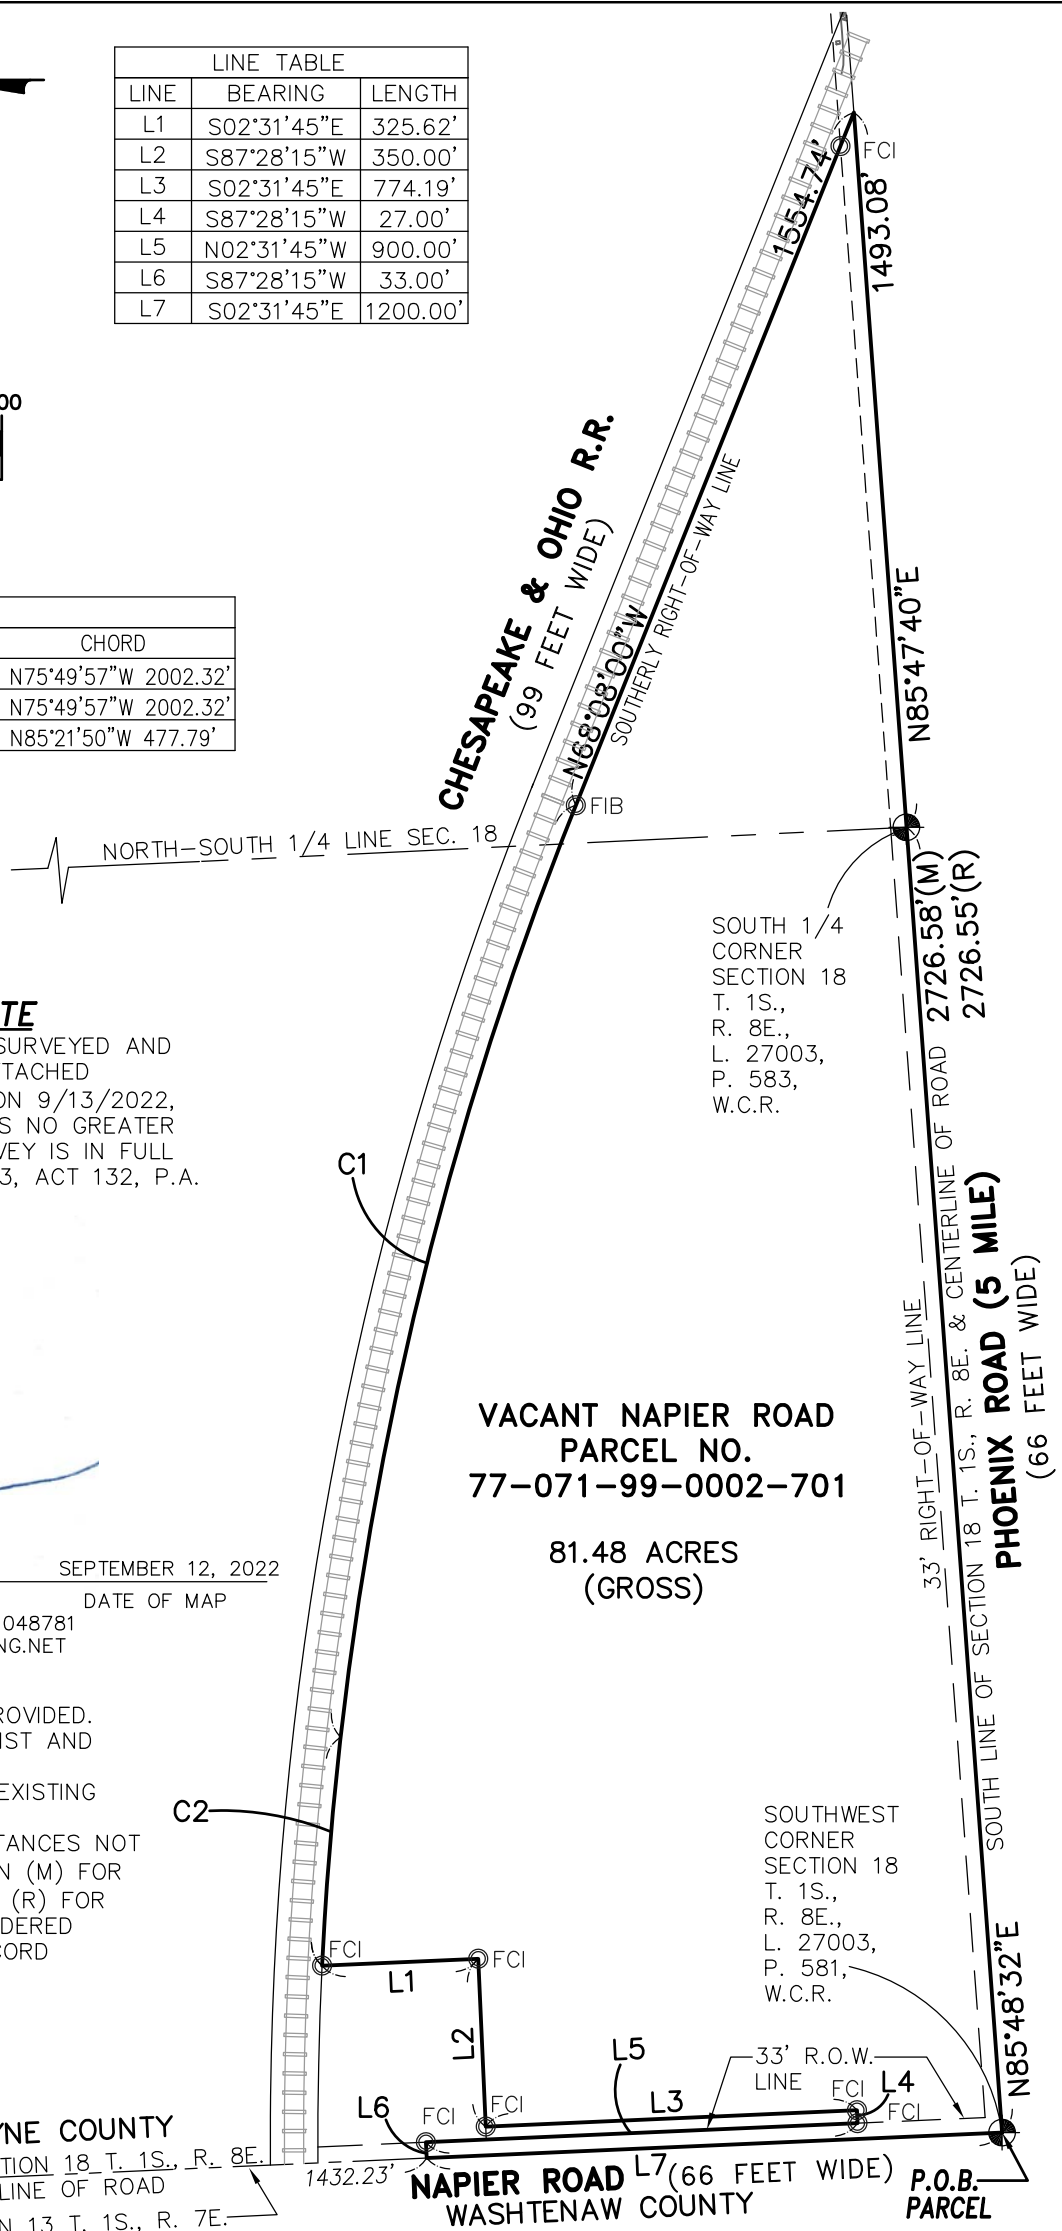 LINE TABLE
LINE BEARING LENGTH
L1 S02°31'45"E 325.62'
L2 S87°28'15"W 350.00'
L3 S02°31'45"E 774.19'
L4 S87°28'15"W 27.00'
L5 N02°31'45"W 900.00'
L6 S87°28'15"W 33.00'
L7 S02°31'45"E 1200.00'
00
CHORD
N75°49'57"W 2002.32'
N75°49'57"W 2002.32'
N85°21'50"W 477.79'
FCI
1554.74'
1493.08'
CHESAPEAKE & OHIO R.R.
(99 FEET WIDE)
SOUTHERLY RIGHT-OF-WAY LINE
N68°08'00"W
N85°47'40"E
FIB
NORTH-SOUTH 1/4 LINE SEC. 18
SOUTH 1/4
CORNER
SECTION 18
T. 1S.,
R. 8E.,
L. 27003,
P. 583,
W.C.R.
2726.58'(M)
2726.55'(R)
TE
SURVEYED AND
TACHED
ON 9/13/2022,
S NO GREATER
VEY IS IN FULL
3, ACT 132, P.A.
C1
33' RIGHT-OF-WAY LINE
SOUTH LINE OF SECTION 18 T. 1S., R. 8E. & CENTERLINE OF ROAD
PHOENIX ROAD (5 MILE)
(66 FEET WIDE)
VACANT NAPIER ROAD
PARCEL NO.
77-071-99-0002-701
81.48 ACRES
(GROSS)
SEPTEMBER 12, 2022
DATE OF MAP
048781
NG.NET
ROVIDED.
IST AND
EXISTING
TANCES NOT
N (M) FOR
(R) FOR
DERED
CORD
C2
SOUTHWEST
CORNER
SECTION 18
T. 1S.,
R. 8E.,
L. 27003,
P. 581,
W.C.R.
N85°48'32"E
FCI
L1
FCI
L2
L5
33' R.O.W.
LINE
L3
FCI
L4
FCI
L6
FCI
FCI
YNE COUNTY
TION 18 T. 1S., R. 8E.
LINE OF ROAD
N 13 T. 1S., R. 7E.
1432.23'
NAPIER ROAD L7 (66 FEET WIDE)
WASHTENAW COUNTY
P.O.B.
PARCEL